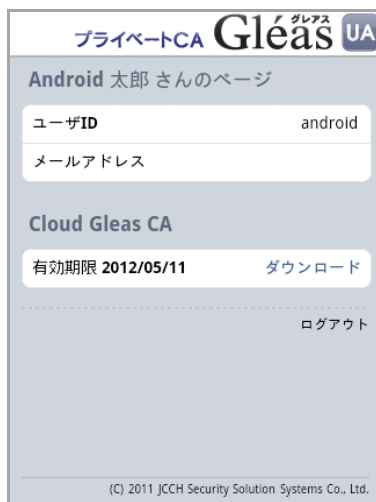 グレアス
プライベートCA Gléas UA
Android 太郎 さんのページ
ユーザID android
メールアドレス
Cloud Gleas CA
有効期限 2012/05/11 ダウンロード
ログアウト
(C) 2011 JCCH Security Solution Systems Co., Ltd.